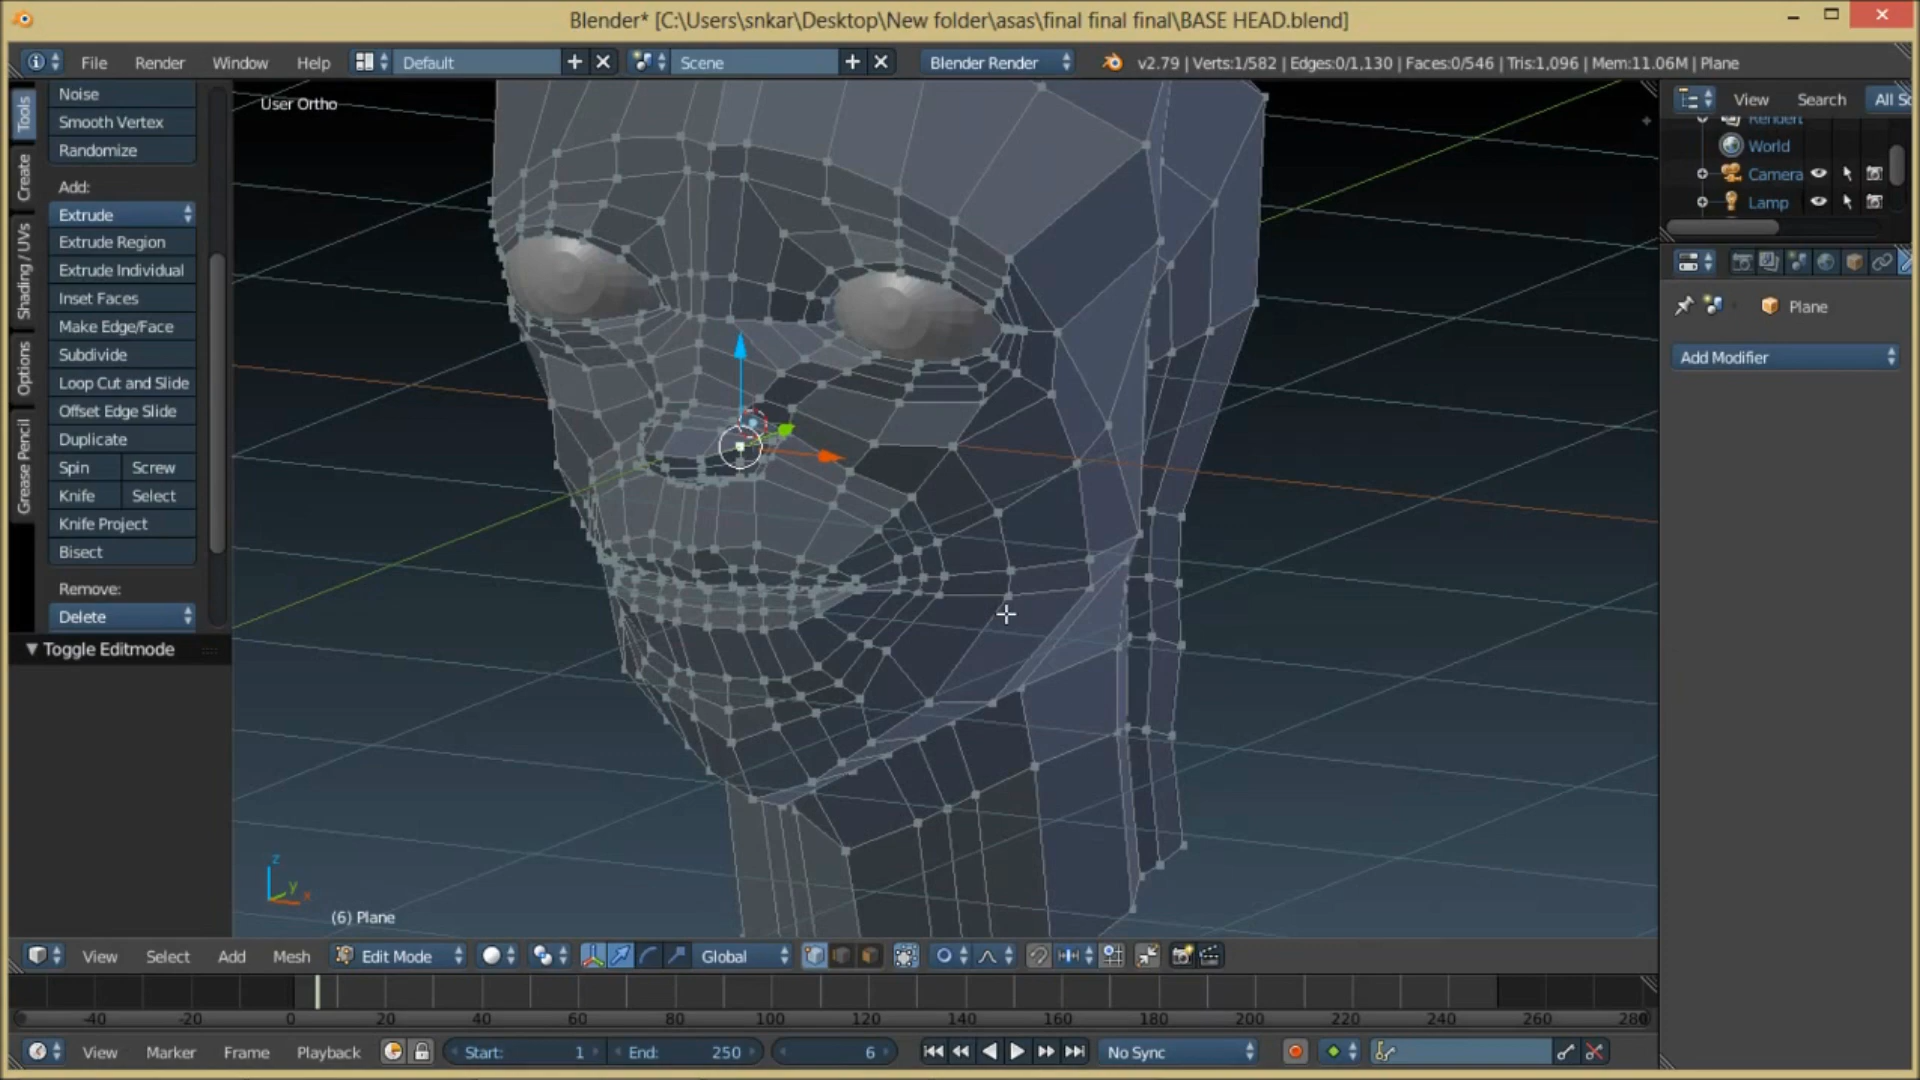 Blender* [C:\Users\snkar\Desktop\New folder\asas\final final final\BASE HEAD.blend]
File Render Window Help Default Scene Blender Render v2.79 | Verts:1/582 | Edges:0/1,130 | Faces:0/546 | Tris:1,096 | Mem:11.06M | Plane
Tools
Create
Shading / UVs
Options
Grease Pencil
Noise
Smooth Vertex
Randomize
Add:
Extrude
Extrude Region
Extrude Individual
Inset Faces
Make Edge/Face
Subdivide
Loop Cut and Slide
Offset Edge Slide
Duplicate
Spin Screw
Knife Select
Knife Project
Bisect
Remove:
Delete
Toggle Editmode
User Ortho
z
y
x
(6) Plane
View Search All Sc
World
Camera
Lamp
Plane
Add Modifier
View Select Add Mesh Edit Mode Global
-40 -20 0 20 40 60 80 100 120 140 160 180 200 220 240 260 280
View Marker Frame Playback Start: 1 End: 250 6 No Sync